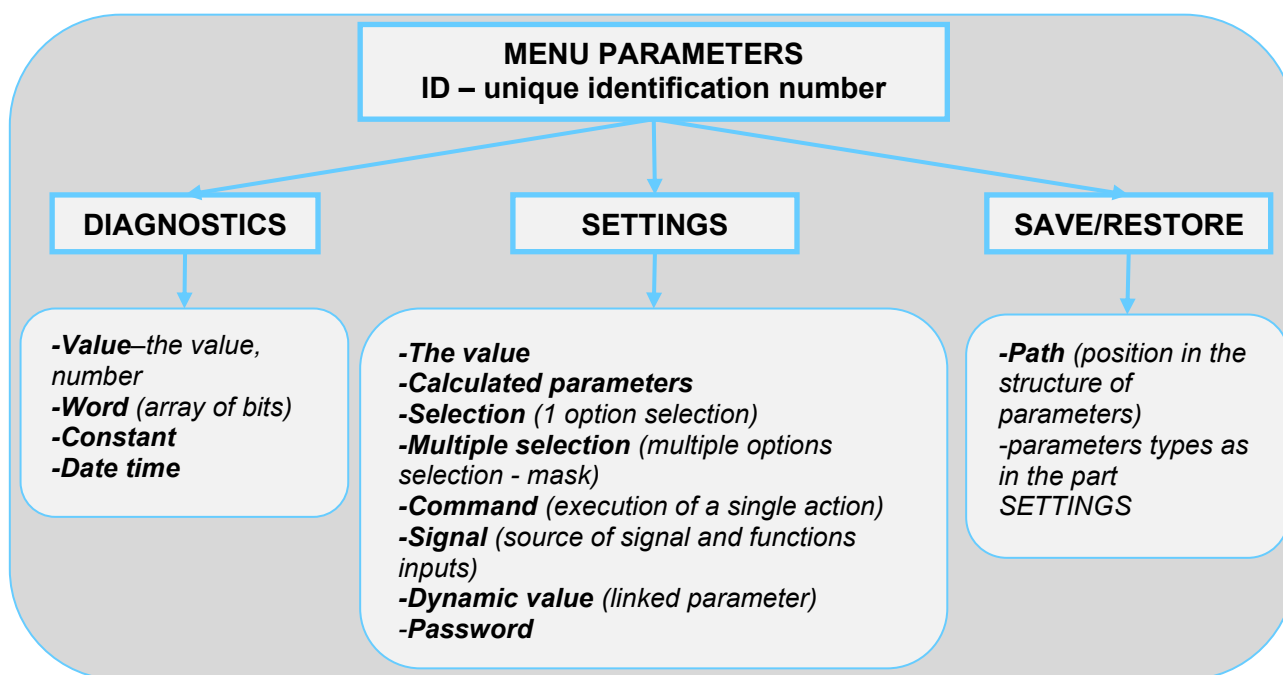 MENU PARAMETERS
ID – unique identification number
DIAGNOSTICS
SETTINGS
SAVE/RESTORE
-Value–the value,
number
-Word (array of bits)
-Constant
-Date time
-The value
-Calculated parameters
-Selection (1 option selection)
-Multiple selection (multiple options
selection - mask)
-Command (execution of a single action)
-Signal (source of signal and functions
inputs)
-Dynamic value (linked parameter)
-Password
-Path (position in the
structure of
parameters)
-parameters types as
in the part
SETTINGS